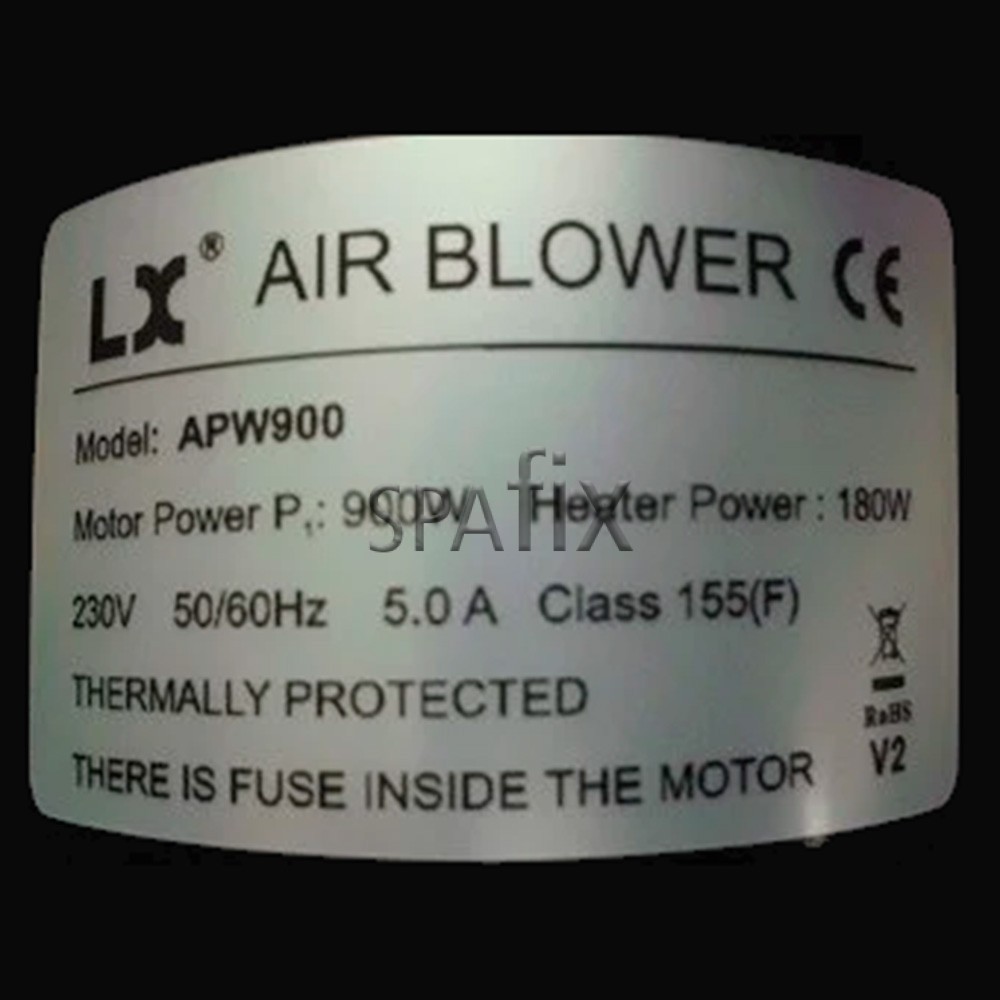 LX® AIR BLOWER CE
Model: APW900
Motor Power P₁: 900W Heater Power : 180W
SPAfix
230V 50/60Hz 5.0 A Class 155(F)
THERMALLY PROTECTED
RoHS
THERE IS FUSE INSIDE THE MOTOR
V2